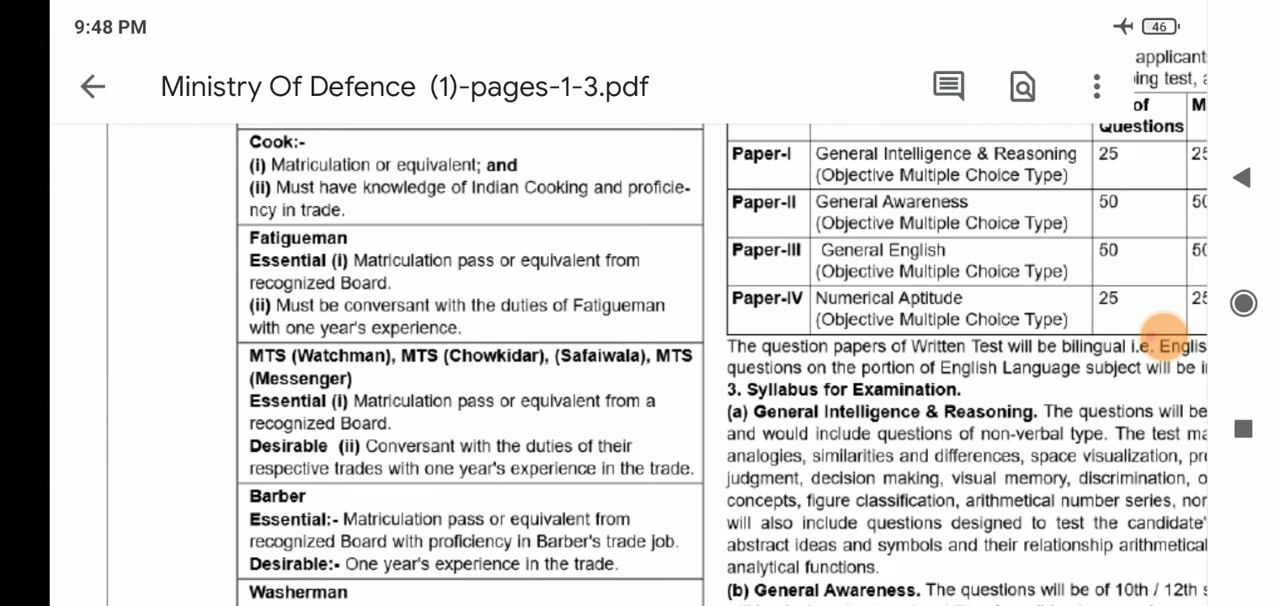 9:48 PM
46
Ministry Of Defence (1)-pages-1-3.pdf
Cook:-
(i) Matriculation or equivalent; and
(ii) Must have knowledge of Indian Cooking and proficie-
ncy in trade.
Fatigueman
Essential (i) Matriculation pass or equivalent from
recognized Board.
(ii) Must be conversant with the duties of Fatigueman
with one year's experience.
MTS (Watchman), MTS (Chowkidar), (Safaiwala), MTS
(Messenger)
Essential (i) Matriculation pass or equivalent from a
recognized Board.
Desirable (ii) Conversant with the duties of their
respective trades with one year's experience in the trade.
Barber
Essential:- Matriculation pass or equivalent from
recognized Board with proficiency in Barber's trade job.
Desirable:- One year's experience in the trade.
Washerman
applicant
ing test,
of
Questions
Paper-I General Intelligence & Reasoning 25
(Objective Multiple Choice Type)
Paper-II General Awareness 50
(Objective Multiple Choice Type)
Paper-III General English 50
(Objective Multiple Choice Type)
Paper-IV Numerical Aptitude 25
(Objective Multiple Choice Type)
The question papers of Written Test will be bilingual i.e. Englis
questions on the portion of English Language subject will be
3. Syllabus for Examination.
(a) General Intelligence & Reasoning. The questions will be
and would include questions of non-verbal type. The test
analogies, similarities and differences, space visualization,
judgment, decision making, visual memory, discrimination,
concepts, figure classification, arithmetical number series,
will also include questions designed to test the candidate'
abstract ideas and symbols and their relationship arithmetical
analytical functions.
(b) General Awareness. The questions will be of 10th / 12th